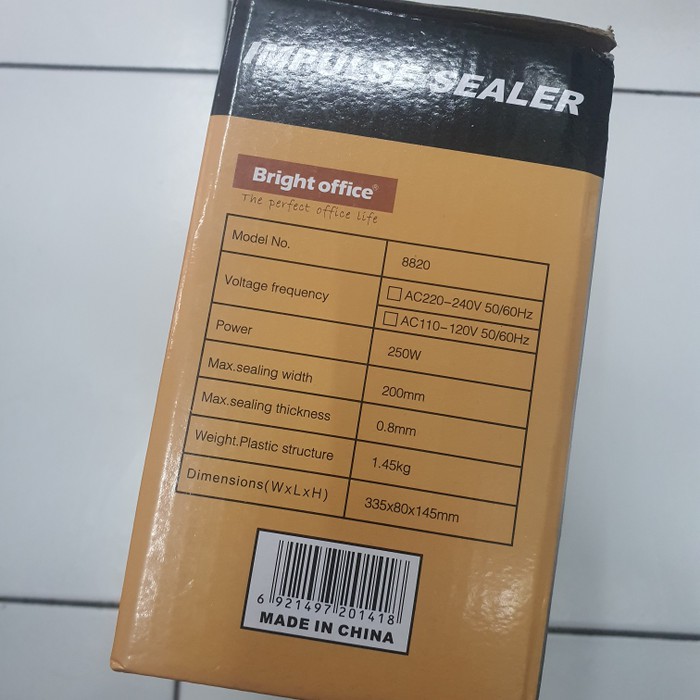 IMPULSE SEALER
Bright office®
The perfect office life
Model No. 8820
Voltage frequency
☐ AC220-240V 50/60Hz
☐ AC110-120V 50/60Hz
Power 250W
Max.sealing width 200mm
Max.sealing thickness 0.8mm
Weight.Plastic structure 1.45kg
Dimensions(WxLxH) 335x80x145mm
6 921497 201418
MADE IN CHINA